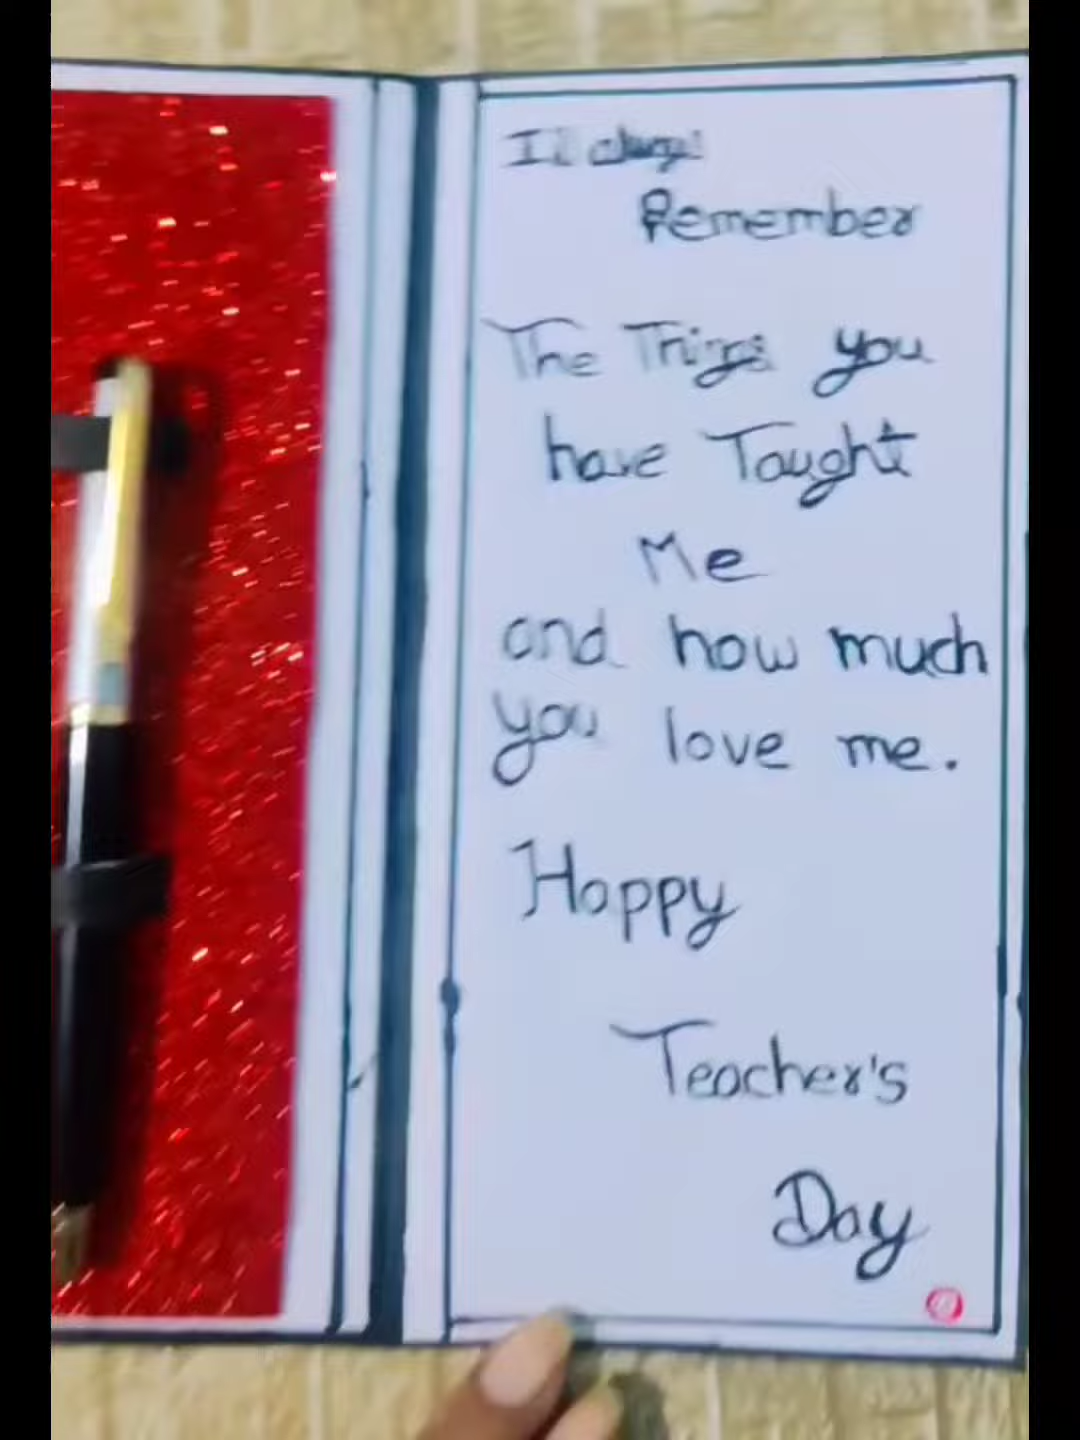 I'll always
Remember
The Things you
have Taught
Me
and how much
you love me.
Happy
Teacher's
Day